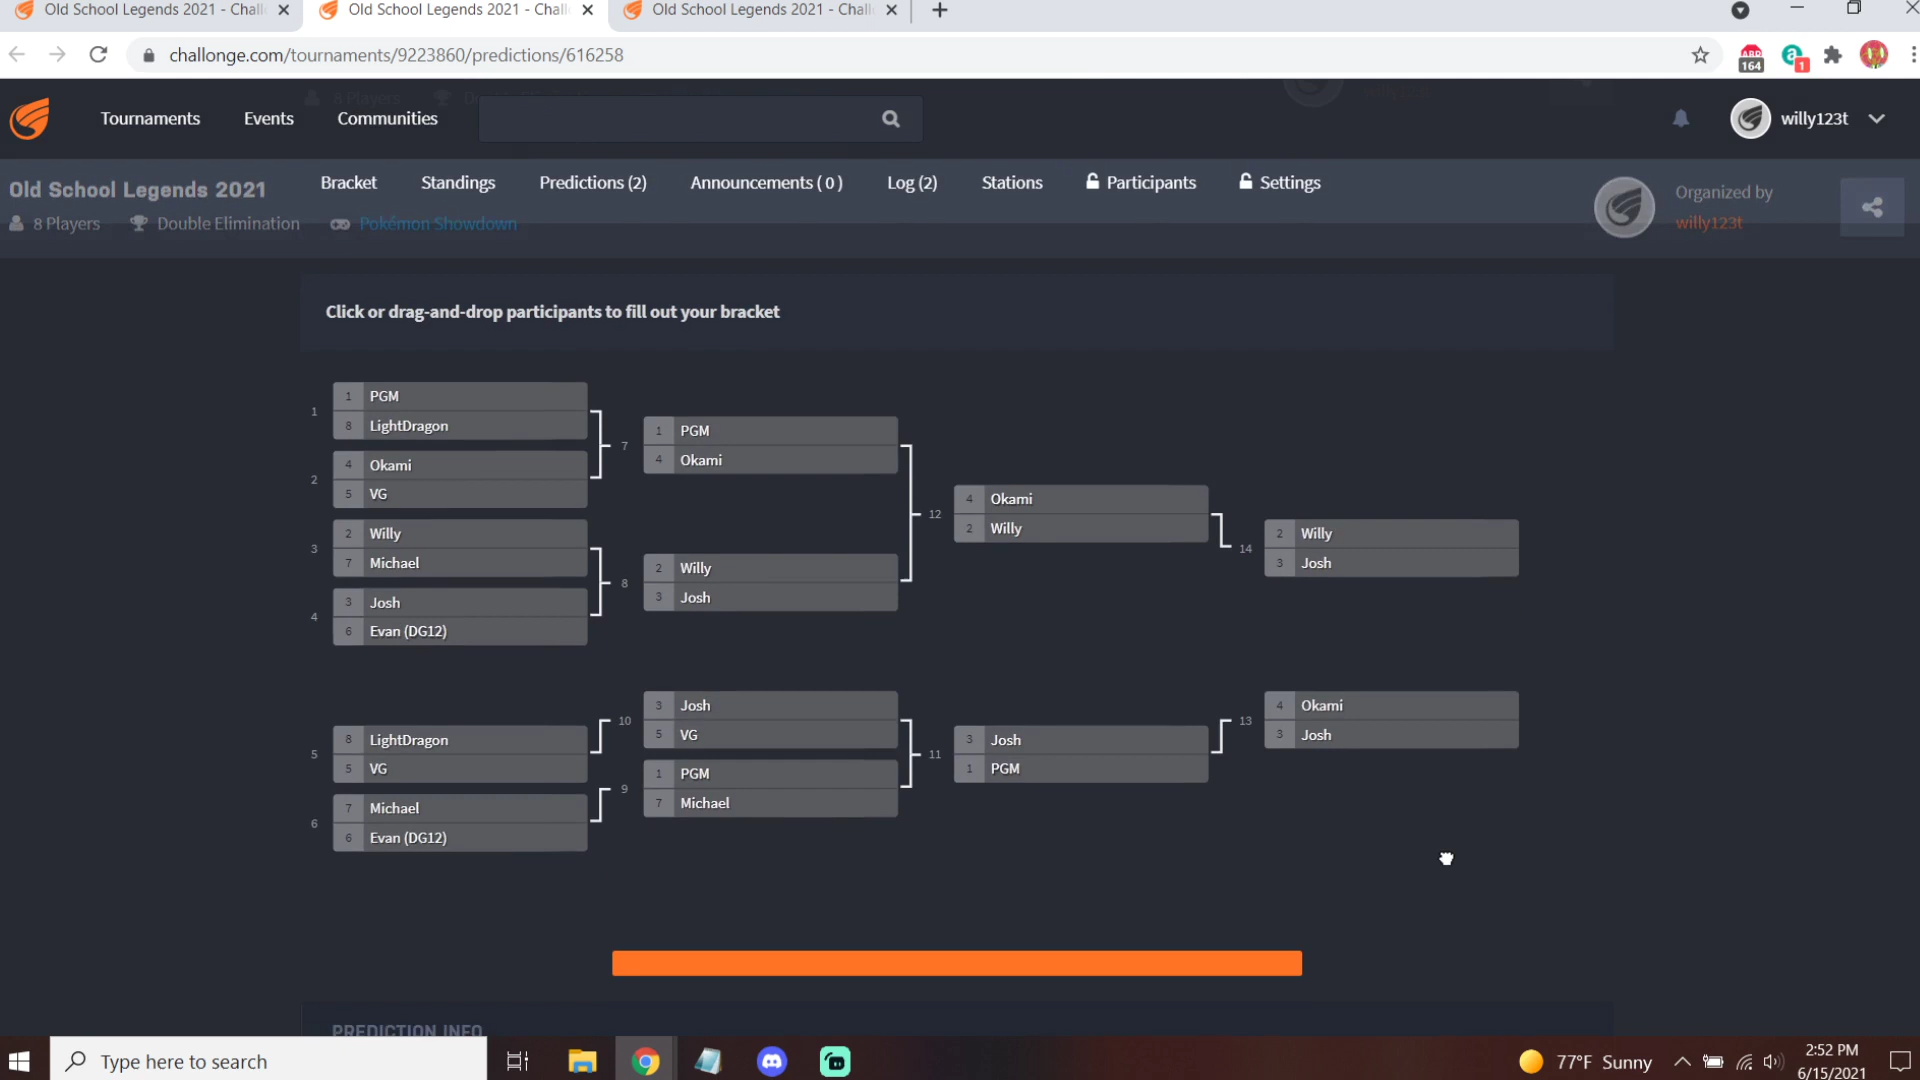 Old School Legends 2021 - Chall
Old School Legends 2021 - Chall
Old School Legends 2021 - Chall
challonge.com/tournaments/9223860/predictions/616258
ABP
164
a
1
Tournaments
Events
Communities
willy123t
Old School Legends 2021
Bracket
Standings
Predictions (2)
Announcements ( 0 )
Log (2)
Stations
Participants
Settings
8 Players
Double Elimination
Pokémon Showdown
Organized by
willy123t
Click or drag-and-drop participants to fill out your bracket
1
1 PGM
8 LightDragon
2
4 Okami
5 VG
3
2 Willy
7 Michael
4
3 Josh
6 Evan (DG12)
7
1 PGM
4 Okami
8
2 Willy
3 Josh
12
4 Okami
2 Willy
14
2 Willy
3 Josh
5
8 LightDragon
5 VG
6
7 Michael
6 Evan (DG12)
10
3 Josh
5 VG
9
1 PGM
7 Michael
11
3 Josh
1 PGM
13
4 Okami
3 Josh
PREDICTION INFO
Type here to search
77°F Sunny
2:52 PM
6/15/2021